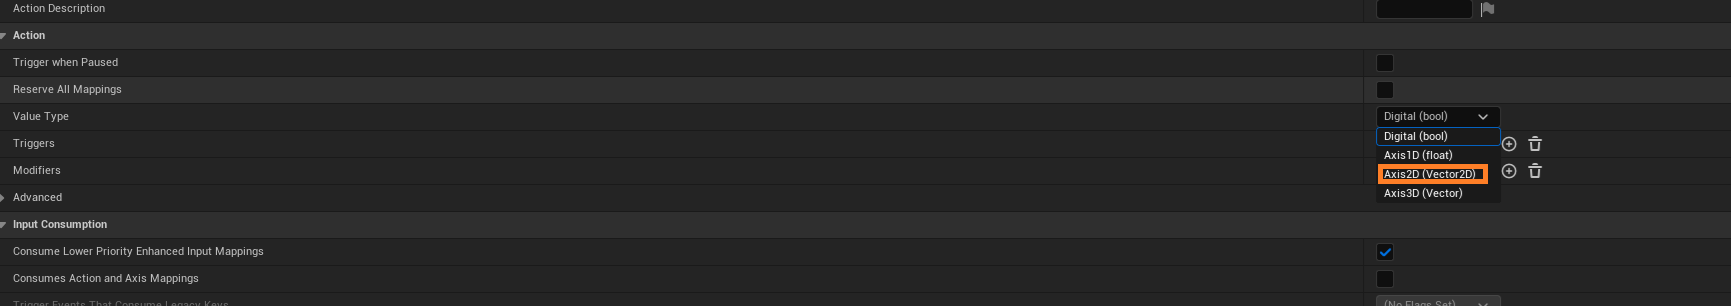 Action Description
Action
Trigger when Paused
Reserve All Mappings
Value Type
Digital (bool)
Digital (bool)
Triggers
Axis1D (float)
Modifiers
Axis2D (Vector2D)
Axis3D (Vector)
Advanced
Input Consumption
Consume Lower Priority Enhanced Input Mappings
Consumes Action and Axis Mappings
Trigger Events That Consume Legacy Keys
(No Flags Set)